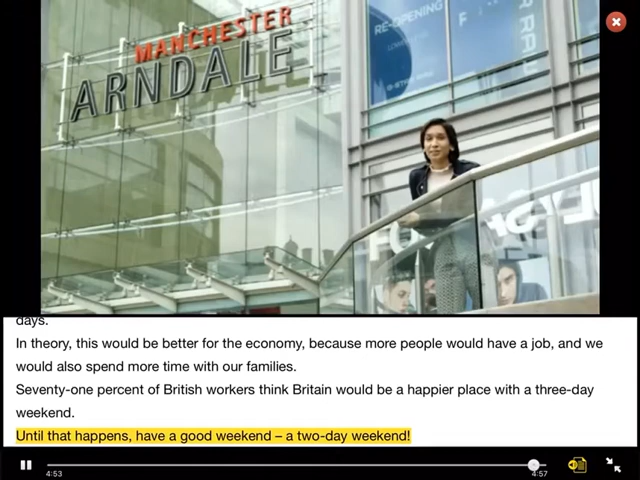 MANCHESTER
ARNDALE
RE-OPENING
days.
In theory, this would be better for the economy, because more people would have a job, and we
would also spend more time with our families.
Seventy-one percent of British workers think Britain would be a happier place with a three-day
weekend.
Until that happens, have a good weekend – a two-day weekend!
4:53
4:57